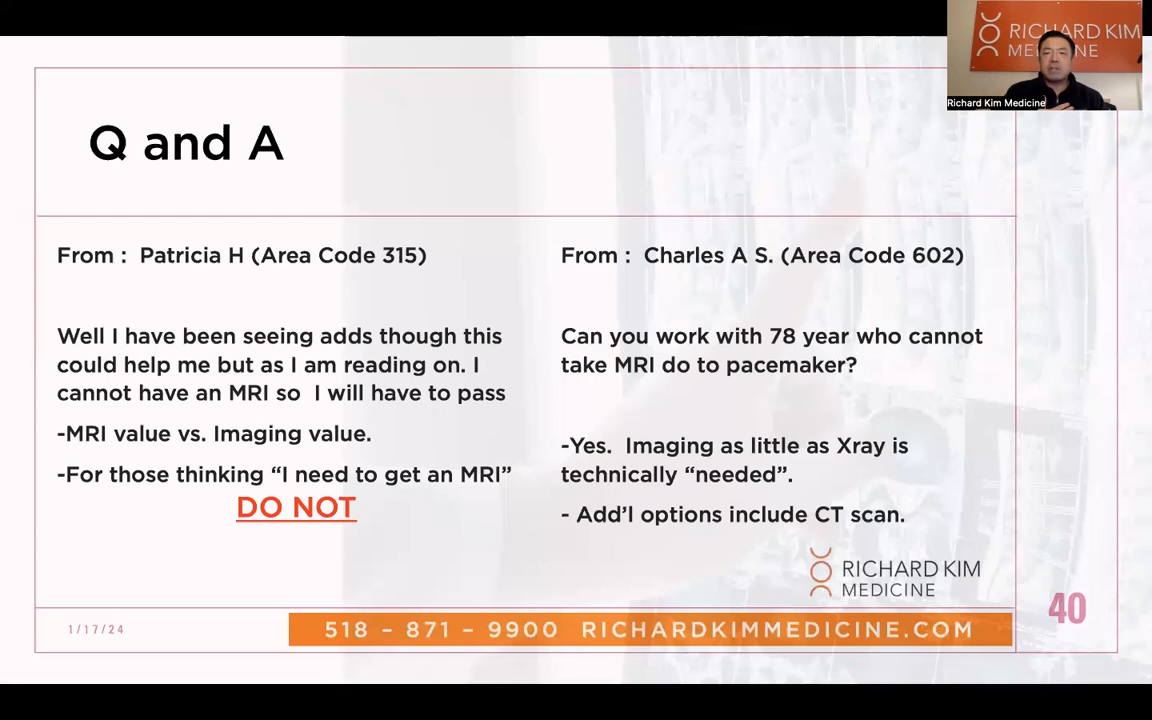 RICHARD KIM
MEDICINE
Richard Kim Medicine
Q and A
From : Patricia H (Area Code 315)
Well I have been seeing adds though this
could help me but as I am reading on. I
cannot have an MRI so I will have to pass
-MRI value vs. Imaging value.
-For those thinking “I need to get an MRI”
DO NOT
From : Charles A S. (Area Code 602)
Can you work with 78 year who cannot
take MRI do to pacemaker?
-Yes. Imaging as little as Xray is
technically “needed”.
- Add’l options include CT scan.
RICHARD KIM
MEDICINE
40
1/17/24
518 – 871 – 9900 RICHARDKIMMEDICINE.COM